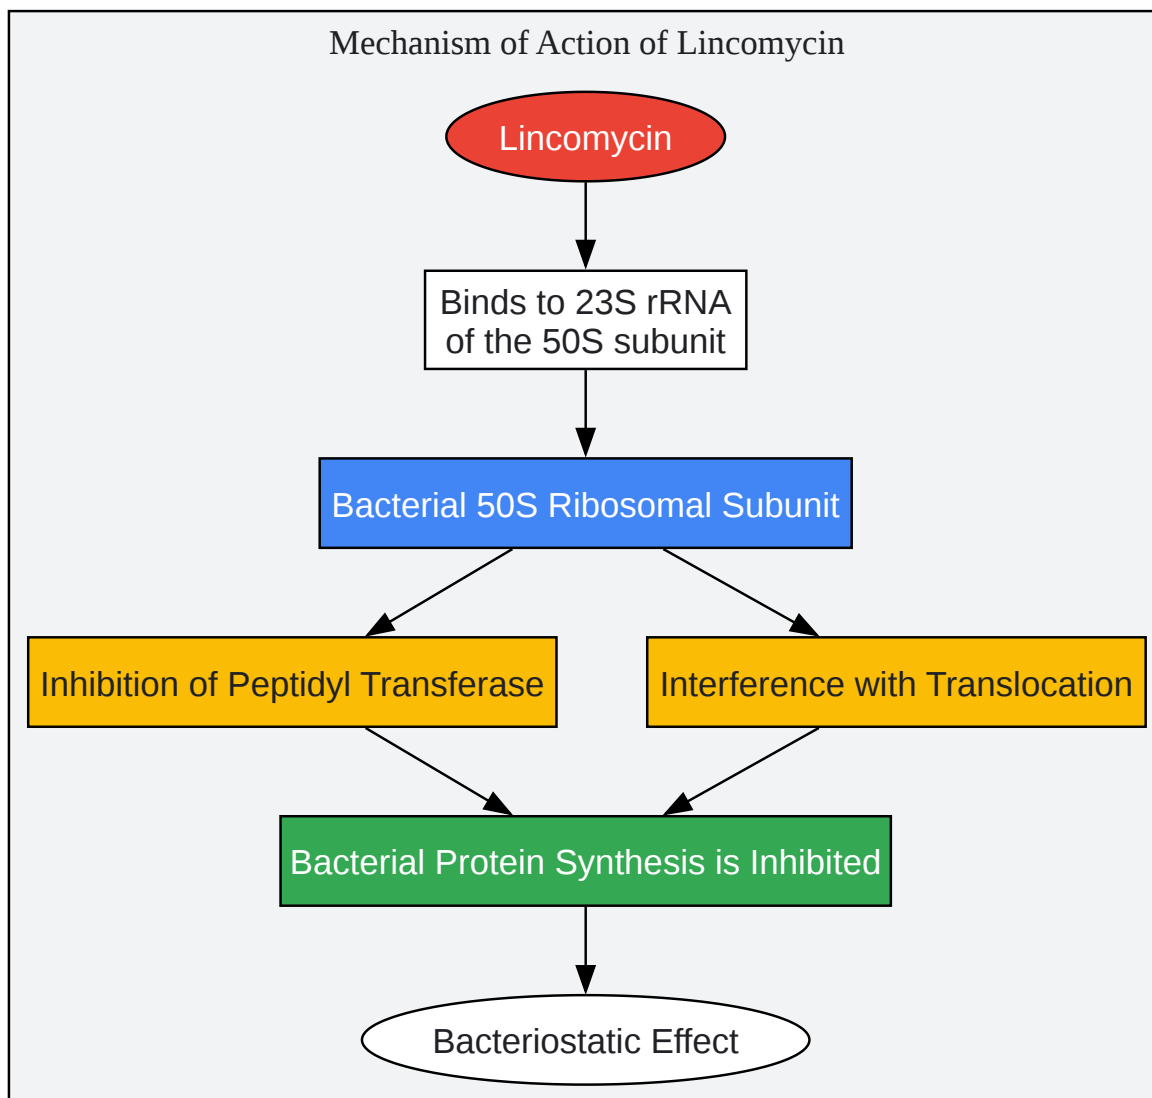 Mechanism of Action of Lincomycin
Lincomycin
Binds to 23S rRNA
of the 50S subunit
Bacterial 50S Ribosomal Subunit
Inhibition of Peptidyl Transferase
Interference with Translocation
Bacterial Protein Synthesis is Inhibited
Bacteriostatic Effect